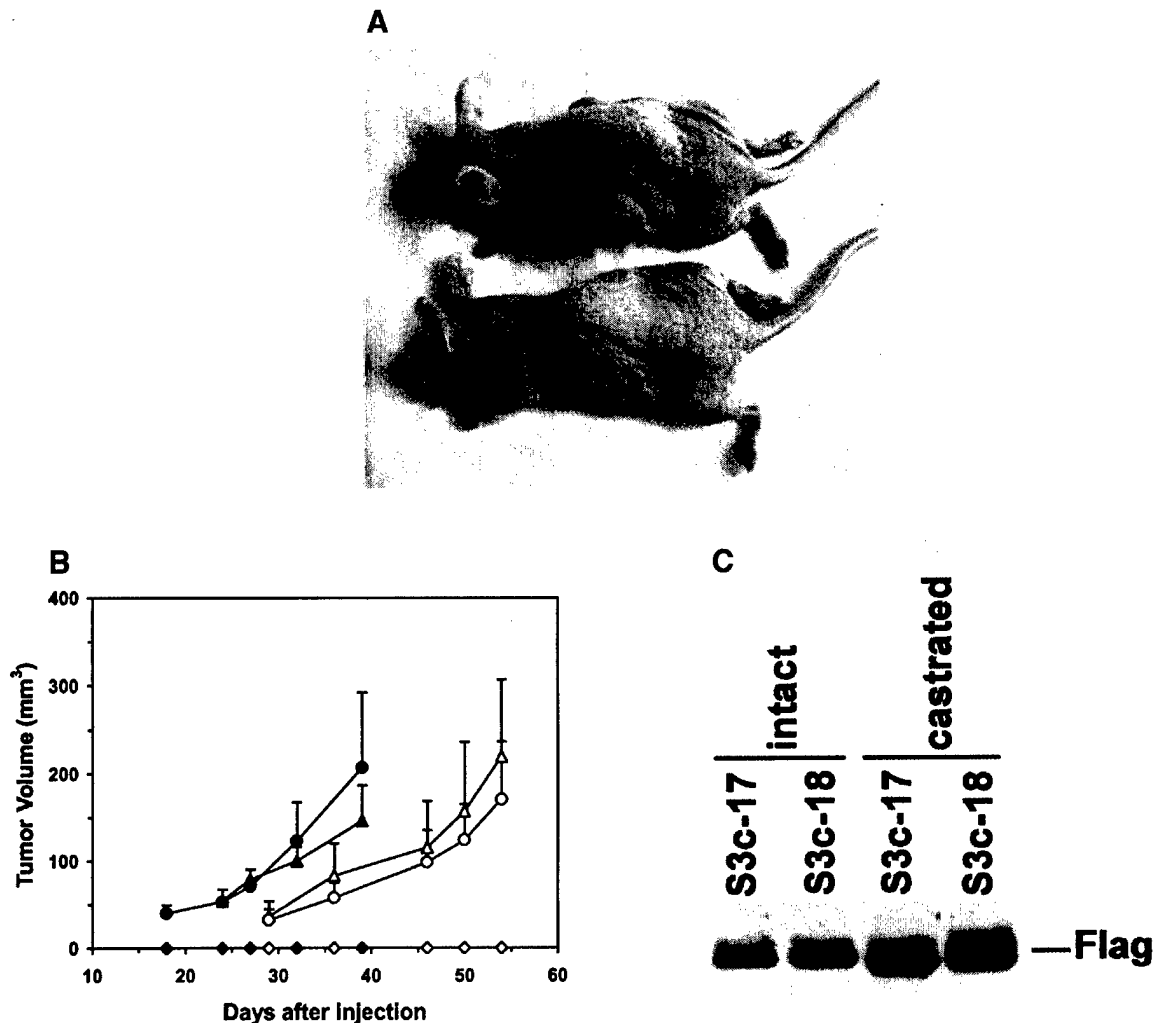 A
B
400
300
200
100
0
Tumor Volume (mm³)
10 20 30 40 50 60
Days after Injection
C
intact castrated
S3c-17 S3c-18 S3c-17 S3c-18
Flag